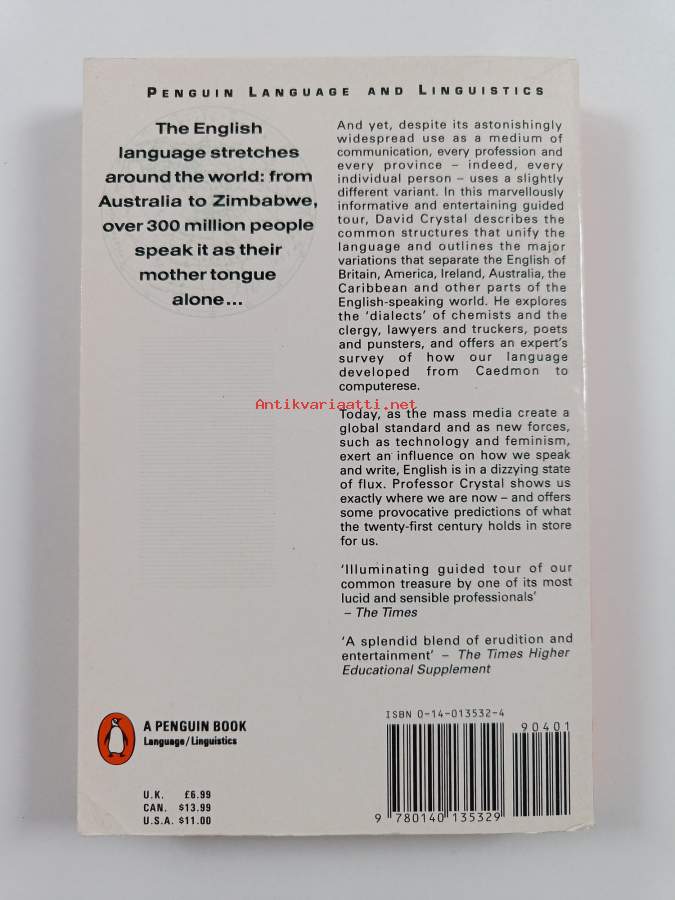 PENGUIN LANGUAGE AND LINGUISTICS
The English
language stretches
around the world: from
Australia to Zimbabwe,
over 300 million people
speak it as their
mother tongue
alone...
And yet, despite its astonishingly
widespread use as a medium of
communication, every profession and
every province – indeed, every
individual person – uses a slightly
different variant. In this marvellously
informative and entertaining guided
tour, David Crystal describes the
common structures that unify the
language and outlines the major
variations that separate the English of
Britain, America, Ireland, Australia, the
Caribbean and other parts of the
English-speaking world. He explores
the ‘dialects’ of chemists and the
clergy, lawyers and truckers, poets
and punsters, and offers an expert’s
survey of how our language
developed from Caedmon to
computerese.
Antikvariaatti.net
Today, as the mass media create a
global standard and as new forces,
such as technology and feminism,
exert an influence on how we speak
and write, English is in a dizzying state
of flux. Professor Crystal shows us
exactly where we are now – and offers
some provocative predictions of what
the twenty-first century holds in store
for us.
‘Illuminating guided tour of our
common treasure by one of its most
lucid and sensible professionals’
– The Times
‘A splendid blend of erudition and
entertainment’ – The Times Higher
Educational Supplement
A PENGUIN BOOK
Language/Linguistics
U.K. £6.99
CAN. $13.99
U.S.A. $11.00
ISBN 0-14-013532-4
90401
9 780140 135329